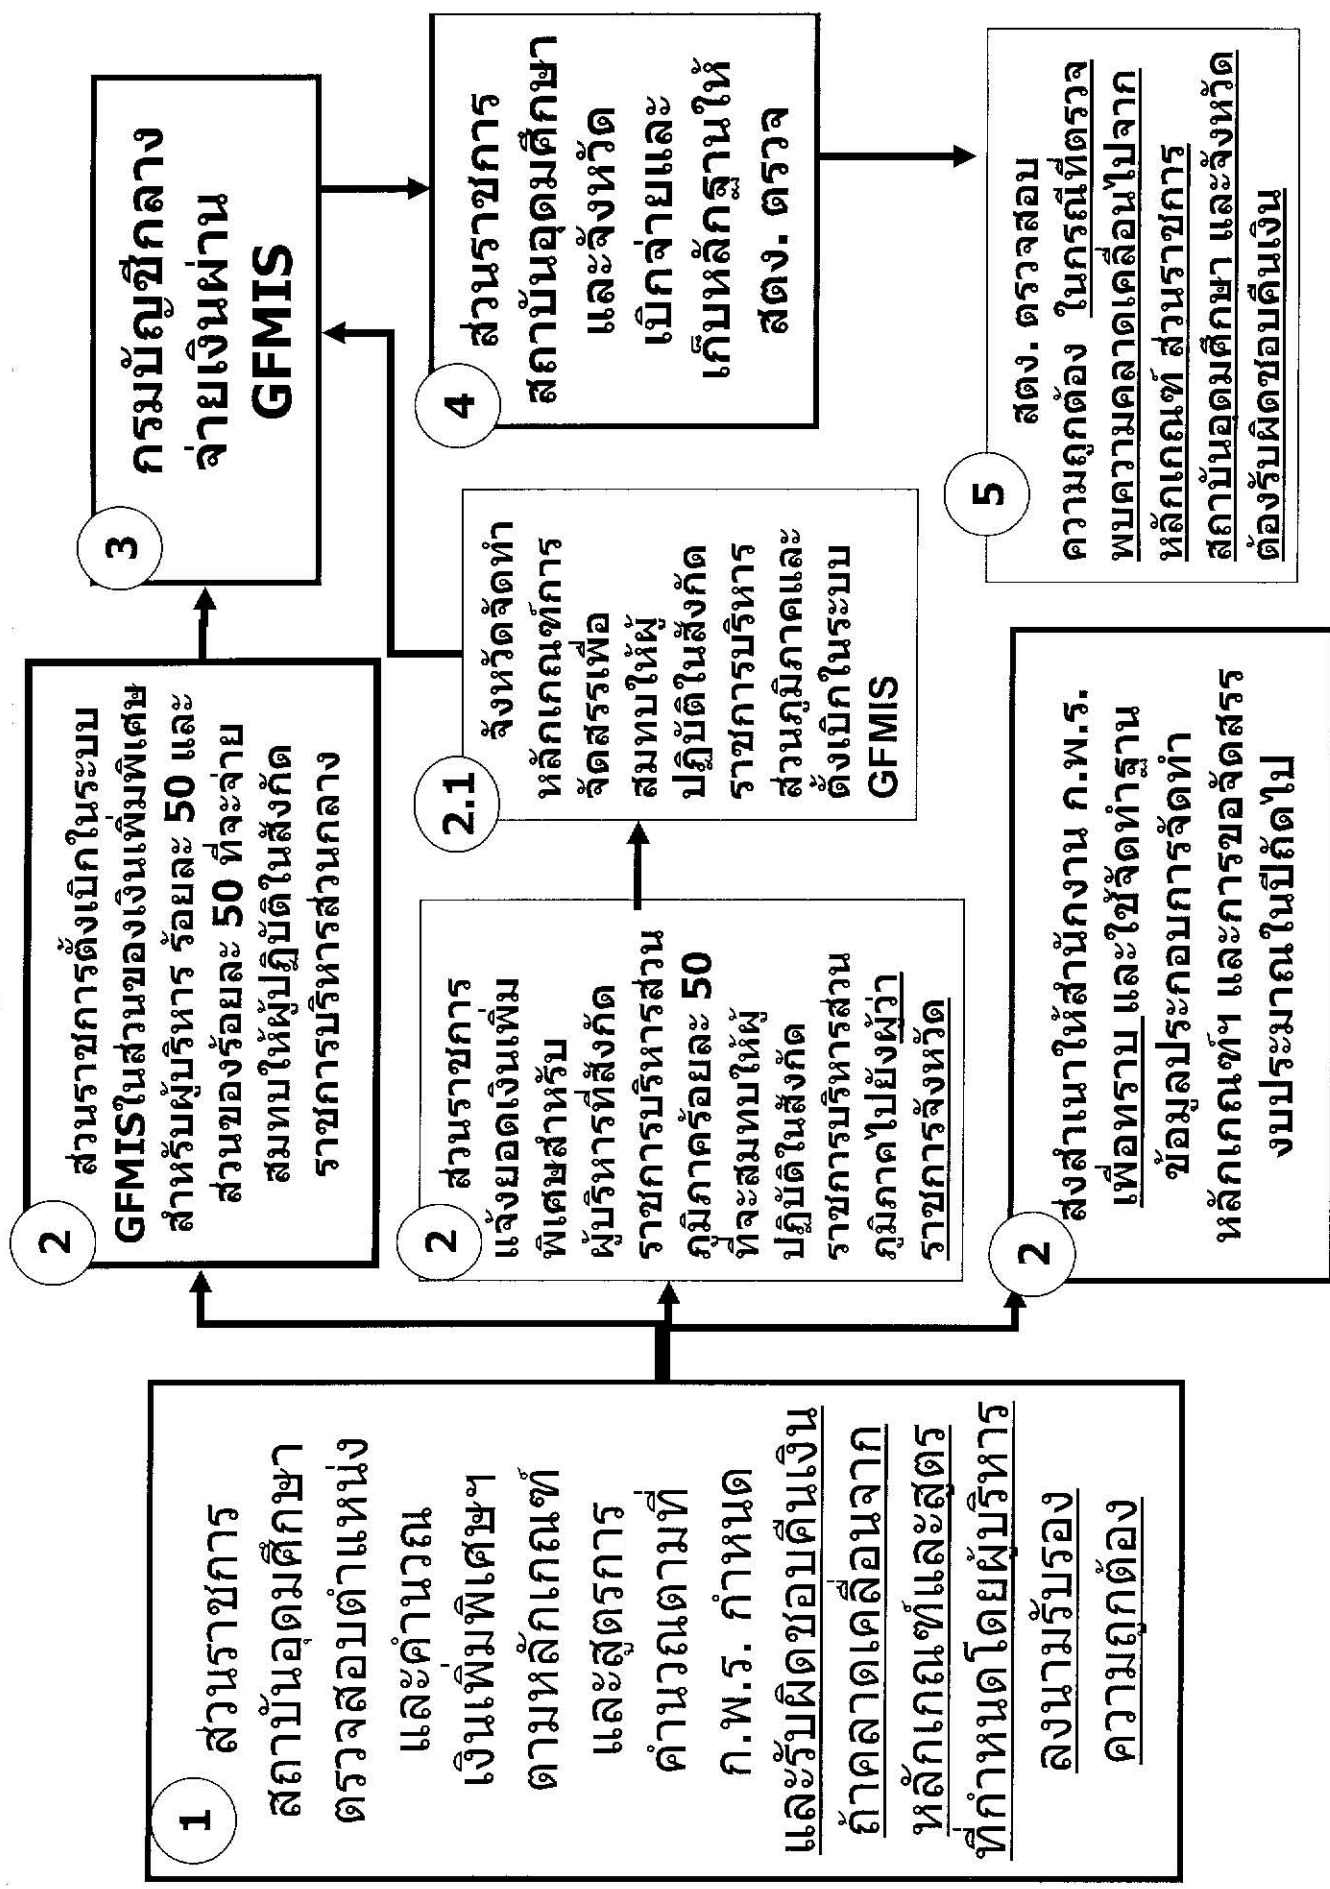 1
ส่วนราชการ
สถาบันอุดมศึกษา
ตรวจสอบตำแหน่ง
และคำนวณ
เงินเพิ่มพิเศษฯ
ตามหลักเกณฑ์
และสูตรการ
คำนวณตามที่
ก.พ.ร. กำหนด
และรับผิดชอบคืนเงิน
ถ้าคลาดเคลื่อนจาก
หลักเกณฑ์และสูตร
ที่กำหนดโดยผู้บริหาร
ลงนามรับรอง
ความถูกต้อง
2
ส่วนราชการตั้งเบิกในระบบ
GFMISในส่วนของเงินเพิ่มพิเศษ
สำหรับผู้บริหาร ร้อยละ 50 และ
ส่วนของร้อยละ 50 ที่จะจ่าย
สมทบให้ผู้ปฏิบัติในสังกัด
ราชการบริหารส่วนกลาง
2
ส่วนราชการ
แจ้งยอดเงินเพิ่ม
พิเศษสำหรับ
ผู้บริหารที่สังกัด
ราชการบริหารส่วน
ภูมิภาคร้อยละ 50
ที่จะสมทบให้ผู้
ปฏิบัติในสังกัด
ราชการบริหารส่วน
ภูมิภาคไปยังผู้ว่า
ราชการจังหวัด
2
ส่งสำเนาให้สำนักงาน ก.พ.ร.
เพื่อทราบ และใช้จัดทำฐาน
ข้อมูลประกอบการจัดทำ
หลักเกณฑ์ฯ และการขอจัดสรร
งบประมาณในปีถัดไป
2.1
จังหวัดจัดทำ
หลักเกณฑ์การ
จัดสรรเพื่อ
สมทบให้ผู้
ปฏิบัติในสังกัด
ราชการบริหาร
ส่วนภูมิภาคและ
ตั้งเบิกในระบบ
GFMIS
3
กรมบัญชีกลาง
จ่ายเงินผ่าน
GFMIS
4
ส่วนราชการ
สถาบันอุดมศึกษา
และจังหวัด
เบิกจ่ายและ
เก็บหลักฐานให้
สตง. ตรวจ
5
สตง. ตรวจสอบ
ความถูกต้อง ในกรณีที่ตรวจ
พบความคลาดเคลื่อนไปจาก
หลักเกณฑ์ ส่วนราชการ
สถาบันอุดมศึกษา และจังหวัด
ต้องรับผิดชอบคืนเงิน